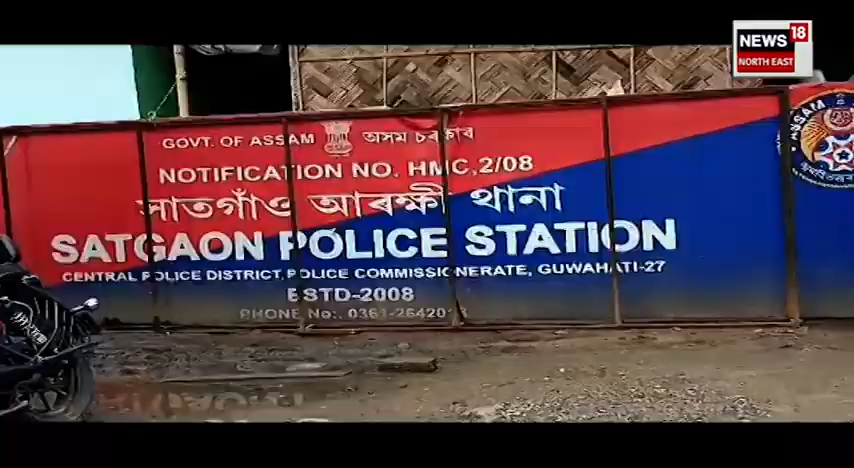 NEWS 18
NORTH EAST
GOVT. OF ASSAM অসম চৰকাৰ
NOTIFICATION NO. HMC, 2/08
সাতগাঁও আৰক্ষী থানা
SATGAON POLICE STATION
CENTRAL POLICE DISTRICT, POLICE COMMISSIONERATE, GUWAHATI-27
ESTD-2008
ASSAM